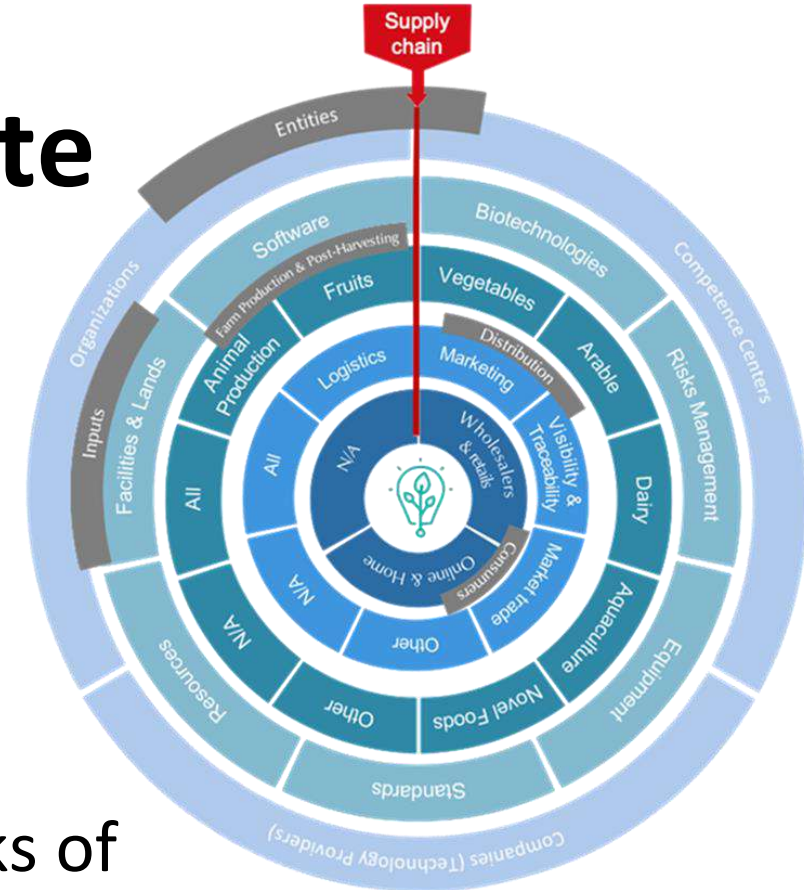 Supply
chain
te
Entities
Organizations
Competence Centers
Companies (Technology Providers)
Inputs
Software
Biotechnologies
Risks Management
Equipment
Standards
Resources
Facilities & Lands
Farm Production & Post-Harvesting
Fruits
Vegetables
Arable
Dairy
Aquaculture
Novel Foods
Other
N/A
All
Animal
Production
Distribution
Logistics
Marketing
Visibility &
Traceability
Market trade
Other
N/A
All
Consumers
N/A
Wholesalers
& retails
Online & Home
ks of